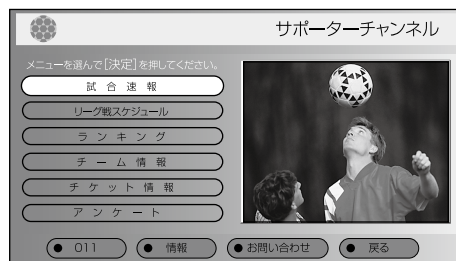 サポーターチャンネル
メニューを選んで[決定]を押してください。
試合速報
リーグ戦スケジュール
ランキング
チーム情報
チケット情報
アンケート
● 011 ● 情報 ● お問い合わせ ● 戻る